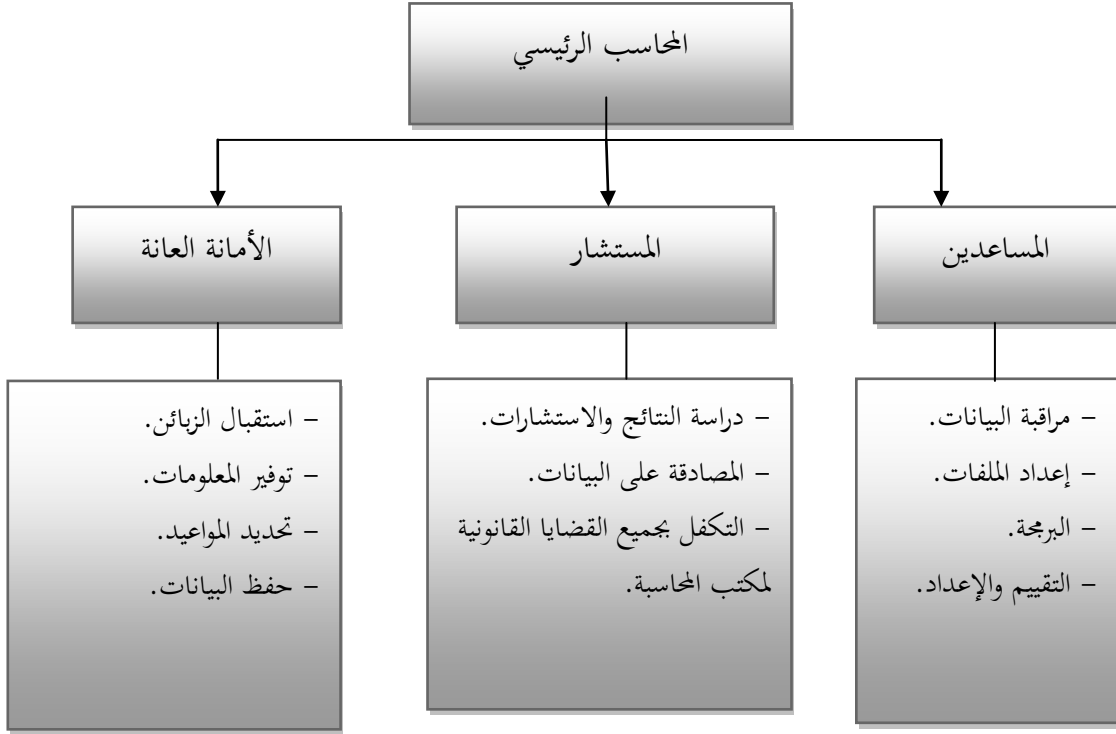 المحاسب الرئيسي
المساعدين
المستشار
الأمانة العانة
– مراقبة البيانات.
– إعداد الملفات.
– البرمجة.
– التقييم والإعداد.
– دراسة النتائج والاستشارات.
– المصادقة على البيانات.
– التكفل بجميع القضايا القانونية
لمكتب المحاسبة.
– استقبال الزبائن.
– توفير المعلومات.
– تحديد المواعيد.
– حفظ البيانات.